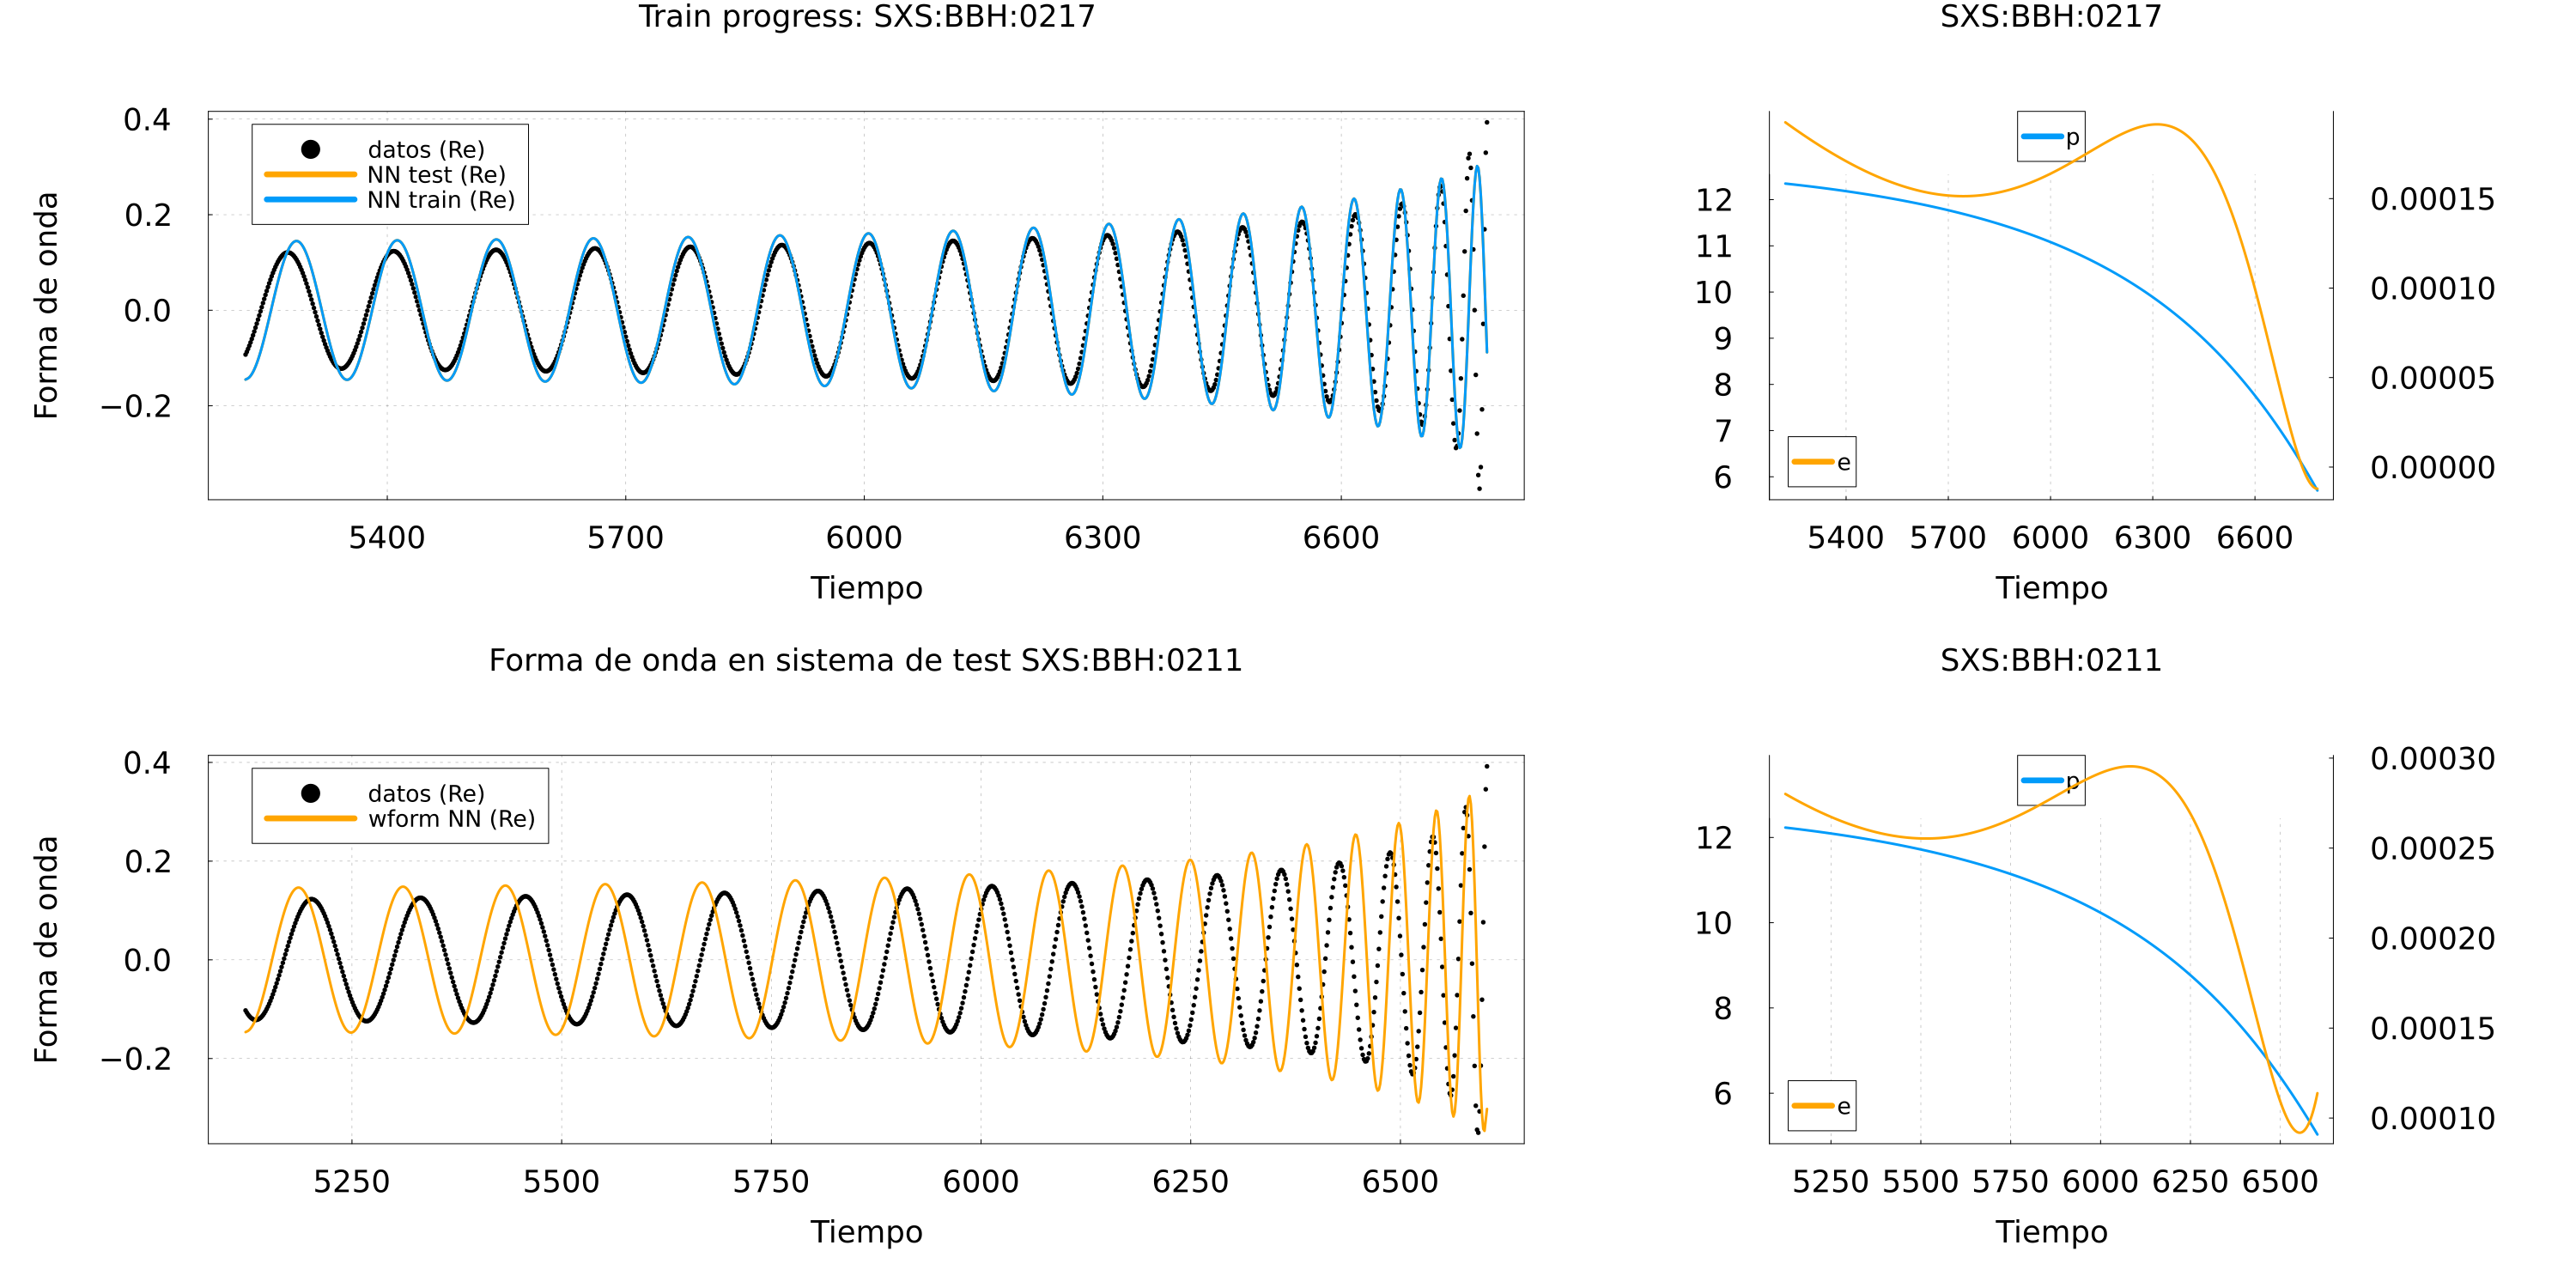 Train progress: SXS:BBH:0217
Forma de onda
0.4
0.2
0.0
−0.2
datos (Re)
NN test (Re)
NN train (Re)
5400 5700 6000 6300 6600
Tiempo
SXS:BBH:0217
12
11
10
9
8
7
6
p
e
0.00015
0.00010
0.00005
0.00000
5400 5700 6000 6300 6600
Tiempo
Forma de onda en sistema de test SXS:BBH:0211
Forma de onda
0.4
0.2
0.0
−0.2
datos (Re)
wform NN (Re)
5250 5500 5750 6000 6250 6500
Tiempo
SXS:BBH:0211
12
10
8
6
p
e
0.00030
0.00025
0.00020
0.00015
0.00010
5250 5500 5750 6000 6250 6500
Tiempo